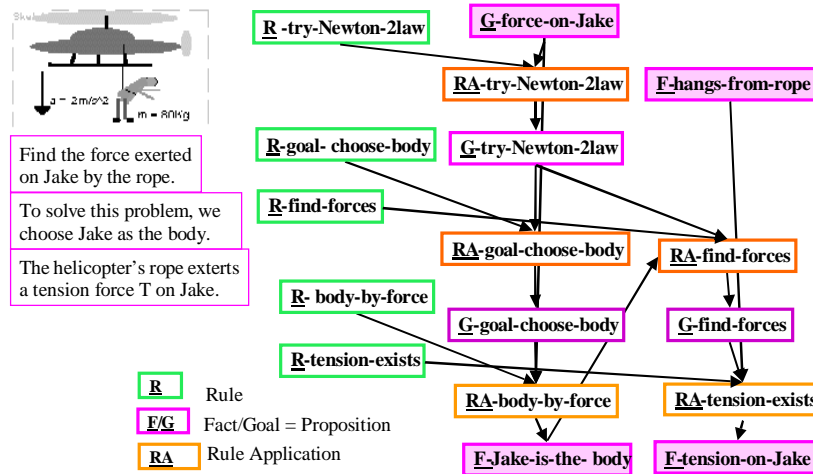 a = 2m/s^2
m = 80Kg
Find the force exerted
on Jake by the rope.
To solve this problem, we
choose Jake as the body.
The helicopter's rope exterts
a tension force T on Jake.
R -try-Newton-2law
G-force-on-Jake
RA-try-Newton-2law
F-hangs-from-rope
R-goal- choose-body
G-try-Newton-2law
R-find-forces
RA-goal-choose-body
RA-find-forces
R- body-by-force
G-goal-choose-body
G-find-forces
R-tension-exists
RA-body-by-force
RA-tension-exists
F-Jake-is-the- body
F-tension-on-Jake
R Rule
F/G Fact/Goal = Proposition
RA Rule Application